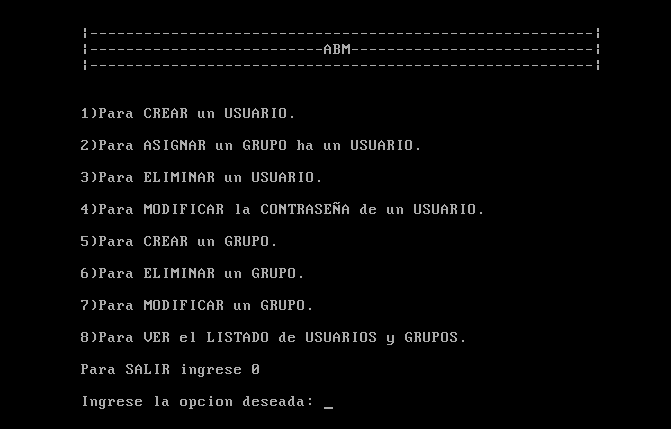 ¦--------------------------------------------------------¦
¦--------------------------ABM---------------------------¦
¦--------------------------------------------------------¦
1)Para CREAR un USUARIO.
2)Para ASIGNAR un GRUPO ha un USUARIO.
3)Para ELIMINAR un USUARIO.
4)Para MODIFICAR la CONTRASEÑA de un USUARIO.
5)Para CREAR un GRUPO.
6)Para ELIMINAR un GRUPO.
7)Para MODIFICAR un GRUPO.
8)Para VER el LISTADO de USUARIOS y GRUPOS.
Para SALIR ingrese 0
Ingrese la opcion deseada: _